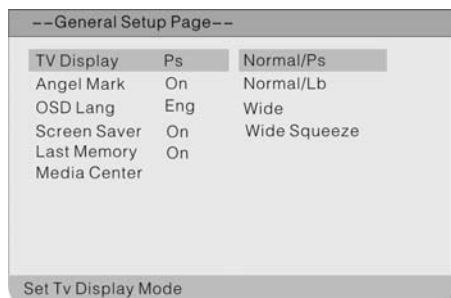 --General Setup Page--
TV Display Ps Normal/Ps
Angel Mark On Normal/Lb
OSD Lang Eng Wide
Screen Saver On Wide Squeeze
Last Memory On
Media Center
Set Tv Display Mode